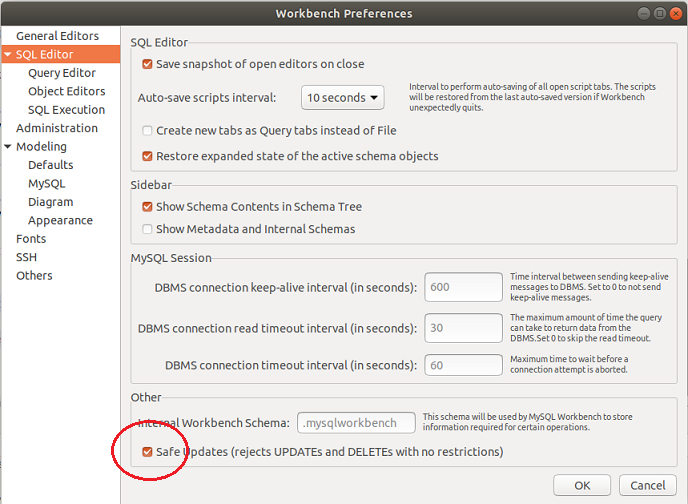 Workbench Preferences
General Editors
SQL Editor
Query Editor
Object Editors
SQL Execution
Administration
Modeling
Defaults
MySQL
Diagram
Appearance
Fonts
SSH
Others
SQL Editor
Save snapshot of open editors on close
Auto-save scripts interval:
10 seconds
Interval to perform auto-saving of all open script tabs. The scripts
will be restored from the last auto-saved version if Workbench
unexpectedly quits.
Create new tabs as Query tabs instead of File
Restore expanded state of the active schema objects
Sidebar
Show Schema Contents in Schema Tree
Show Metadata and Internal Schemas
MySQL Session
DBMS connection keep-alive interval (in seconds):
600
Time interval between sending keep-alive
messages to DBMS. Set to 0 to not send
keep-alive messages.
DBMS connection read timeout interval (in seconds):
30
The maximum amount of time the query
can take to return data from the
DBMS.Set 0 to skip the read timeout.
DBMS connection timeout interval (in seconds):
60
Maximum time to wait before a
connection attempt is aborted.
Other
Internal Workbench Schema:
.mysqlworkbench
This schema will be used by MySQL Workbench to store
information required for certain operations.
Safe Updates (rejects UPDATEs and DELETEs with no restrictions)
OK
Cancel